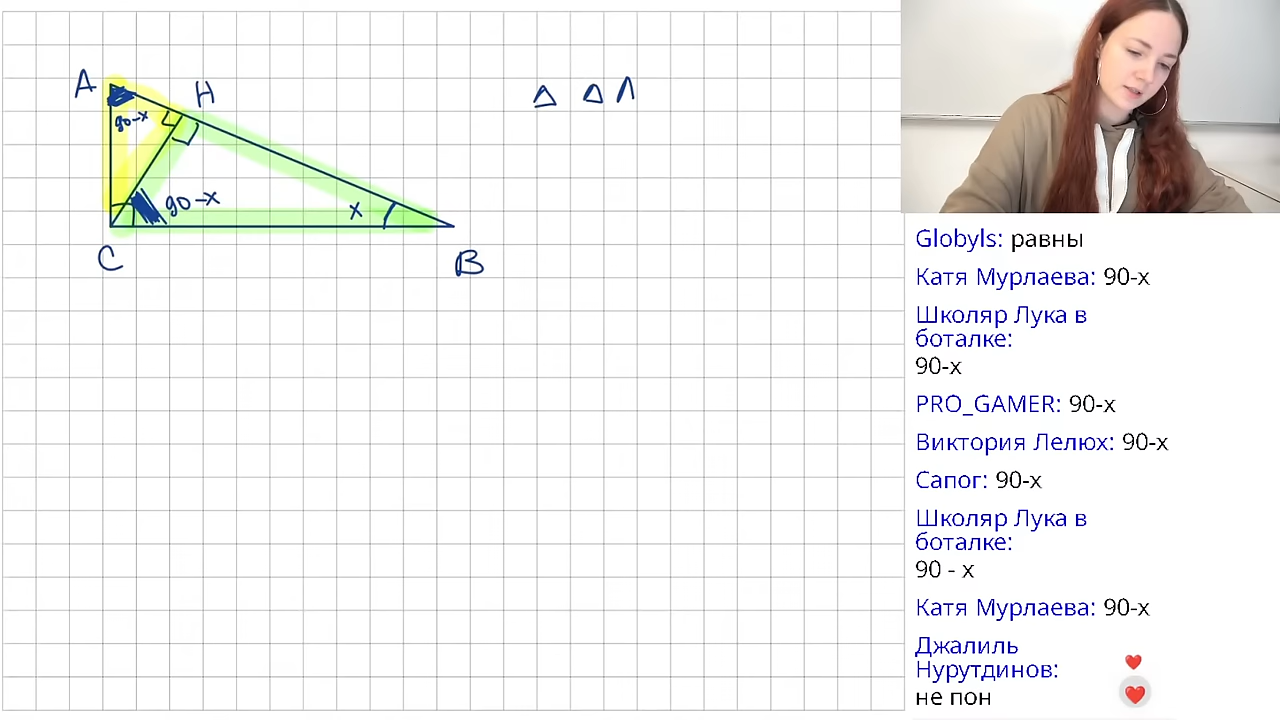 A
H
90-x
90-x
x
C
B
Δ Δ Λ
Globyls: равны
Катя Мурлаева: 90-х
Школяр Лука в
боталке:
90-х
PRO_GAMER: 90-х
Виктория Лелюх: 90-х
Сапог: 90-х
Школяр Лука в
боталке:
90 - х
Катя Мурлаева: 90-х
Джалиль
Нурутдинов:
не пон